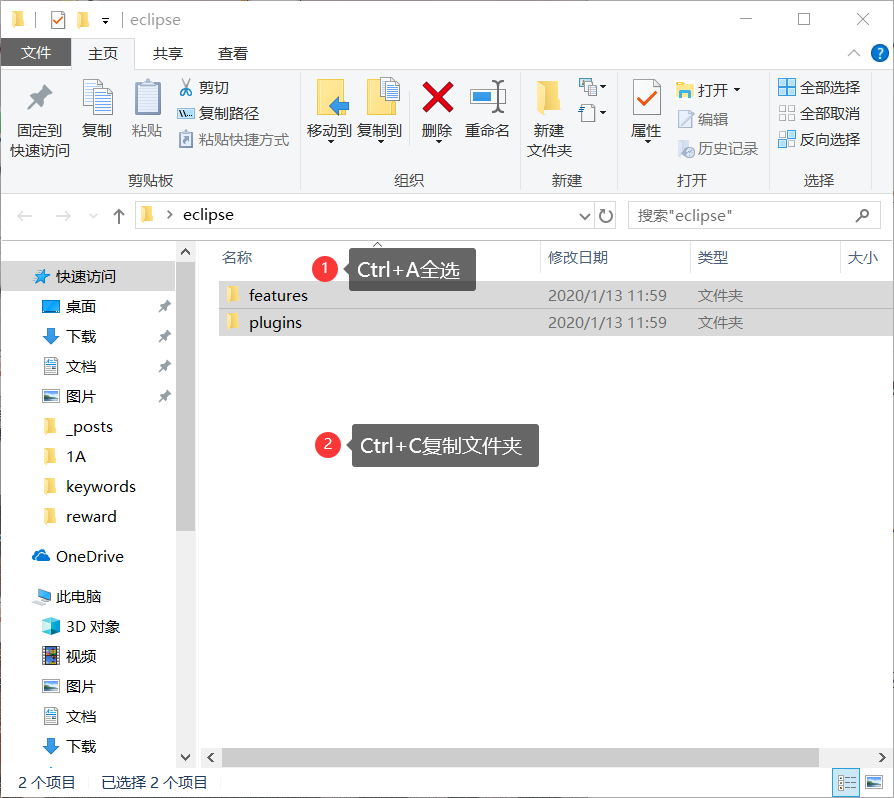 eclipse
文件 主页 共享 查看
固定到
快速访问
复制
粘贴
剪切
复制路径
粘贴快捷方式
剪贴板
移动到 复制到 删除 重命名
组织
新建
文件夹
新建
属性
打开
编辑
历史记录
打开
全部选择
全部取消
反向选择
选择
eclipse
搜索"eclipse"
名称 修改日期 类型 大小
1 Ctrl+A全选
features 2020/1/13 11:59 文件夹
plugins 2020/1/13 11:59 文件夹
2 Ctrl+C复制文件夹
快速访问
桌面
下载
文档
图片
_posts
1A
keywords
reward
OneDrive
此电脑
3D 对象
视频
图片
文档
下载
2 个项目 已选择 2 个项目